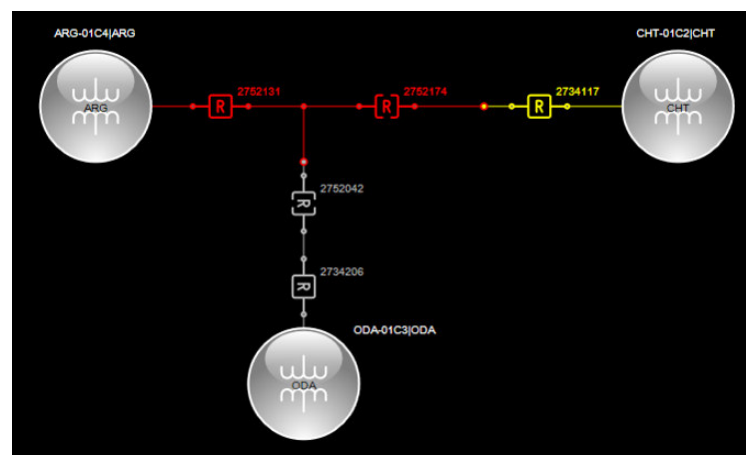 ARG-01C4|ARG
CHT-01C2|CHT
2752131
2752174
2734117
ARG
R
R
R
CHT
2752042
R
2734206
R
ODA-01C3|ODA
ODA